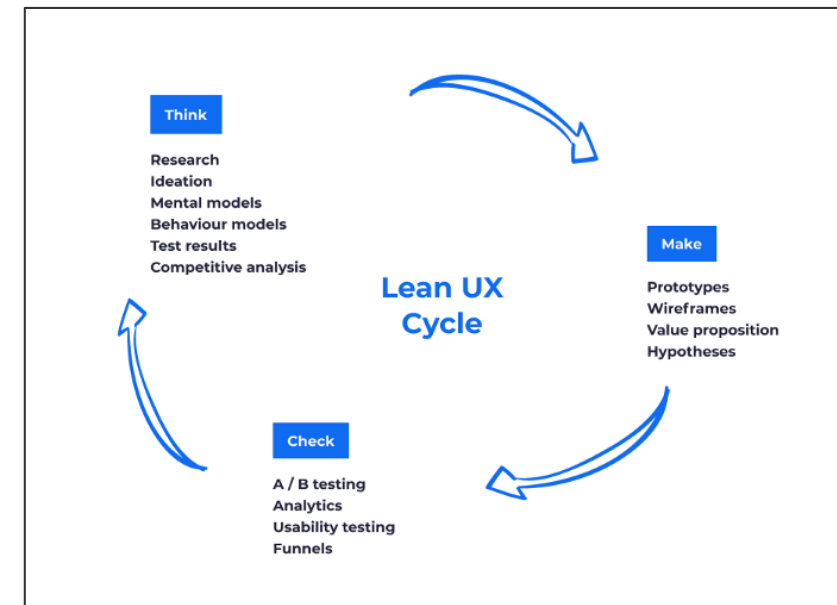 Think
Research
Ideation
Mental models
Behaviour models
Test results
Competitive analysis
Lean UX
Cycle
Make
Prototypes
Wireframes
Value proposition
Hypotheses
Check
A / B testing
Analytics
Usability testing
Funnels